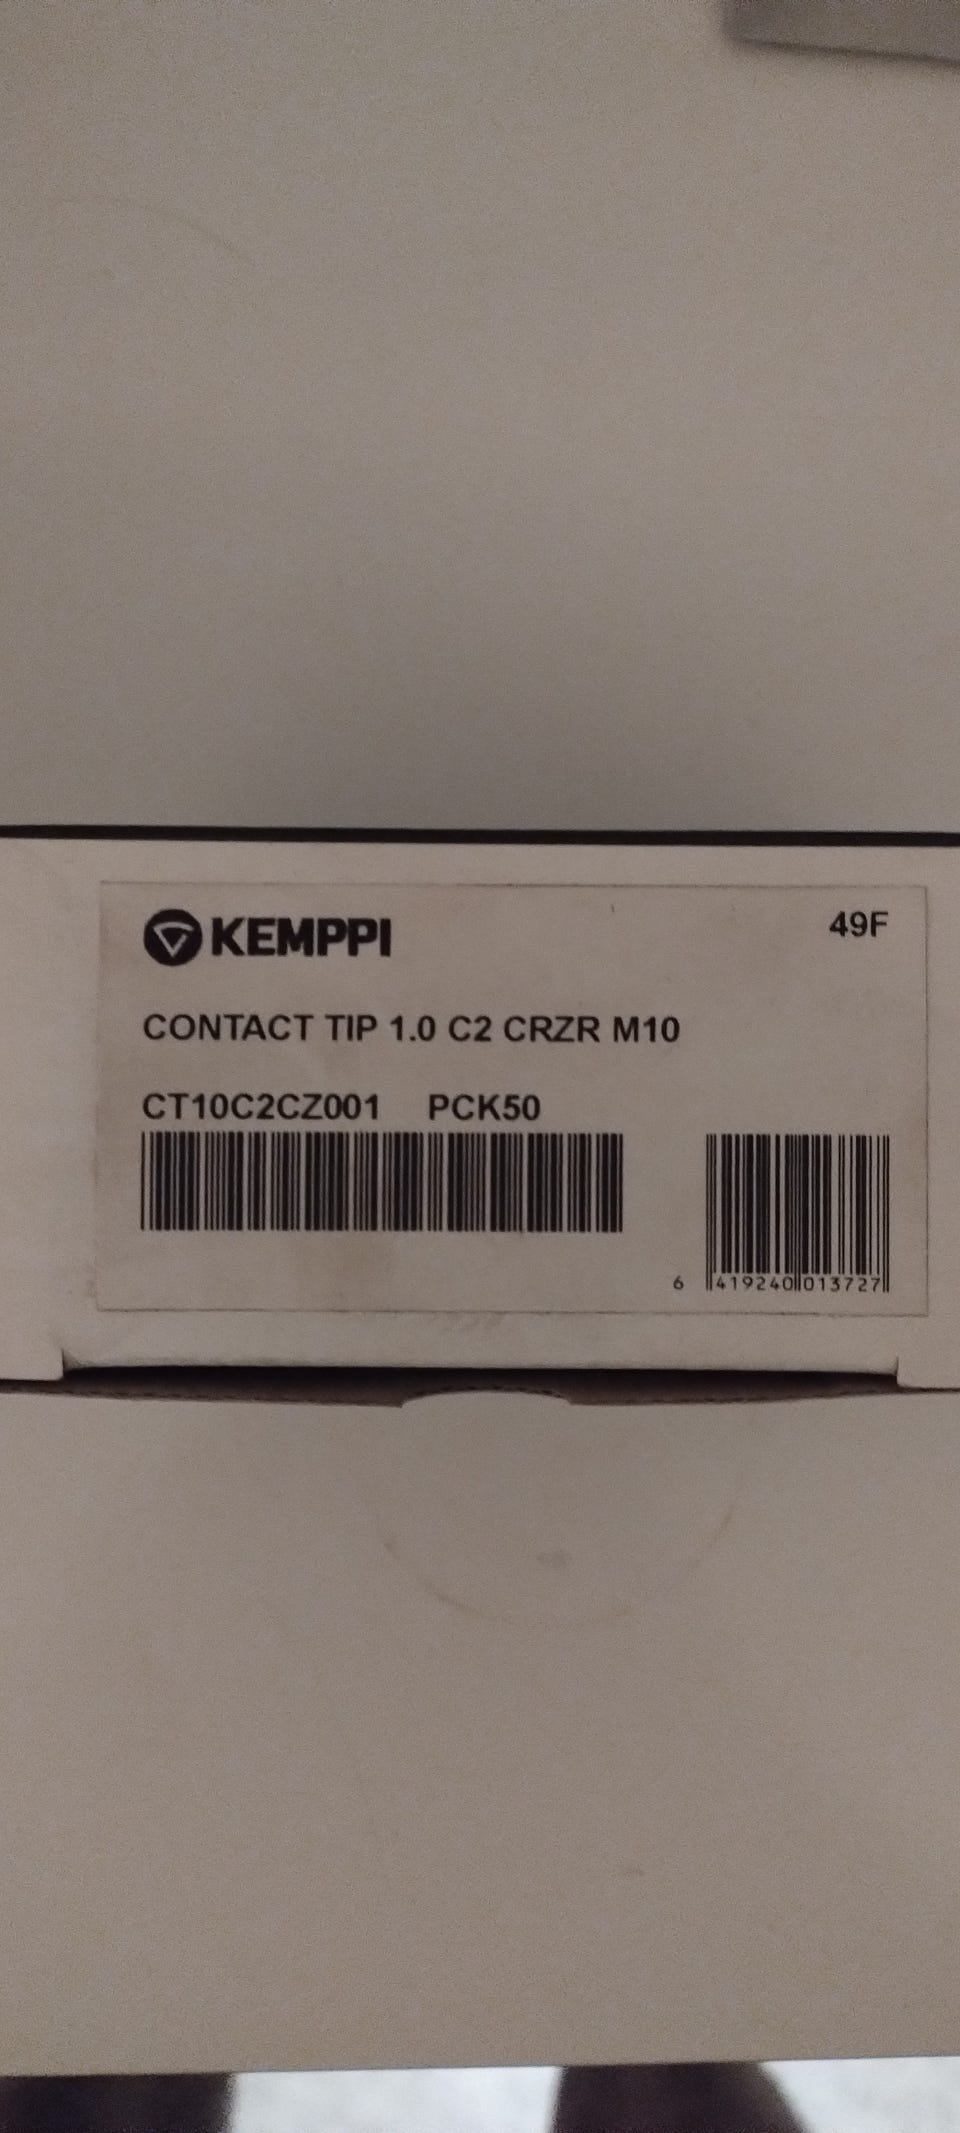 KEMPPI
49F
CONTACT TIP 1.0 C2 CRZR M10
CT10C2CZ001 PCK50
6 419240 013727